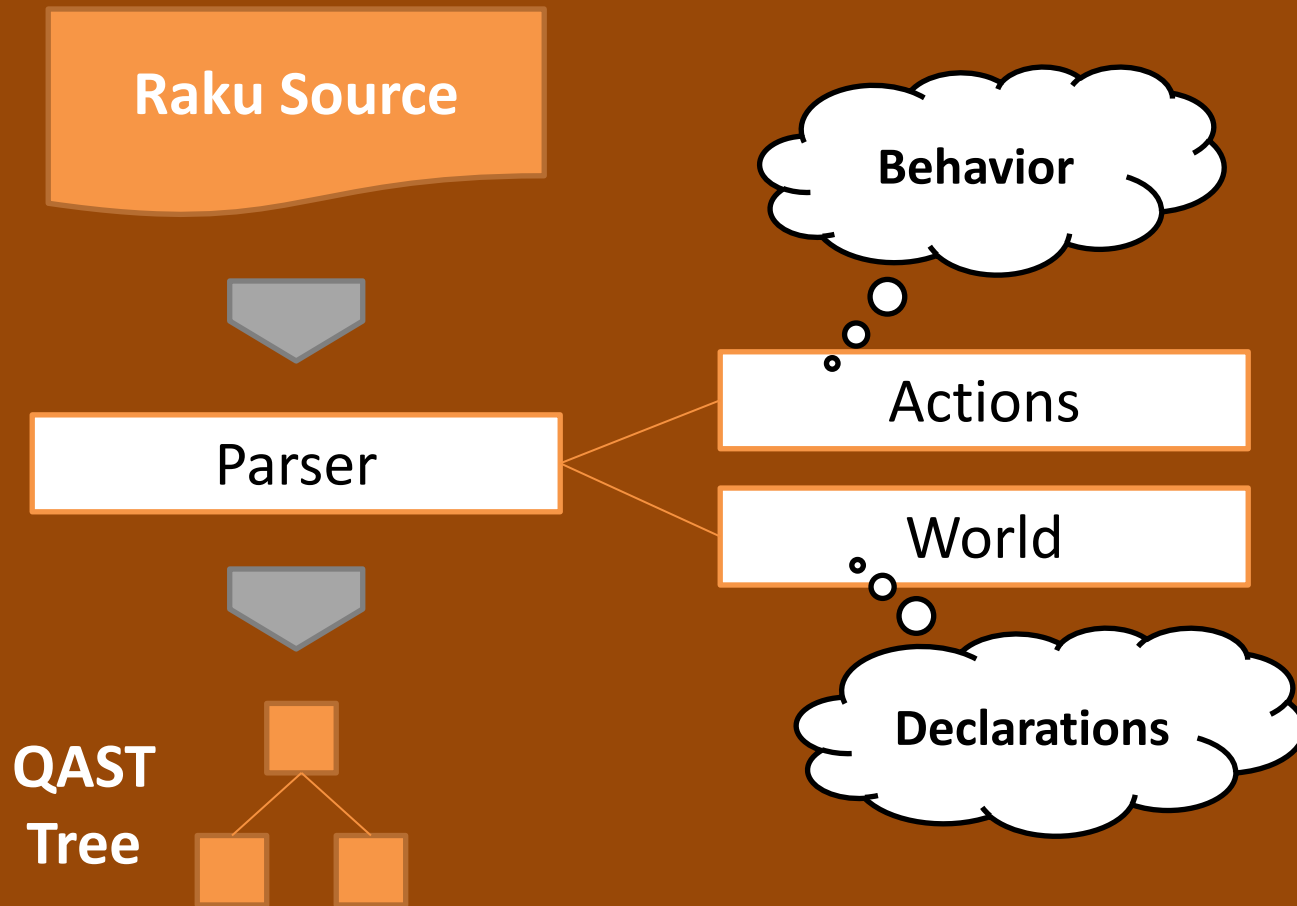 Raku Source
Behavior
Actions
Parser
World
Declarations
QAST
Tree